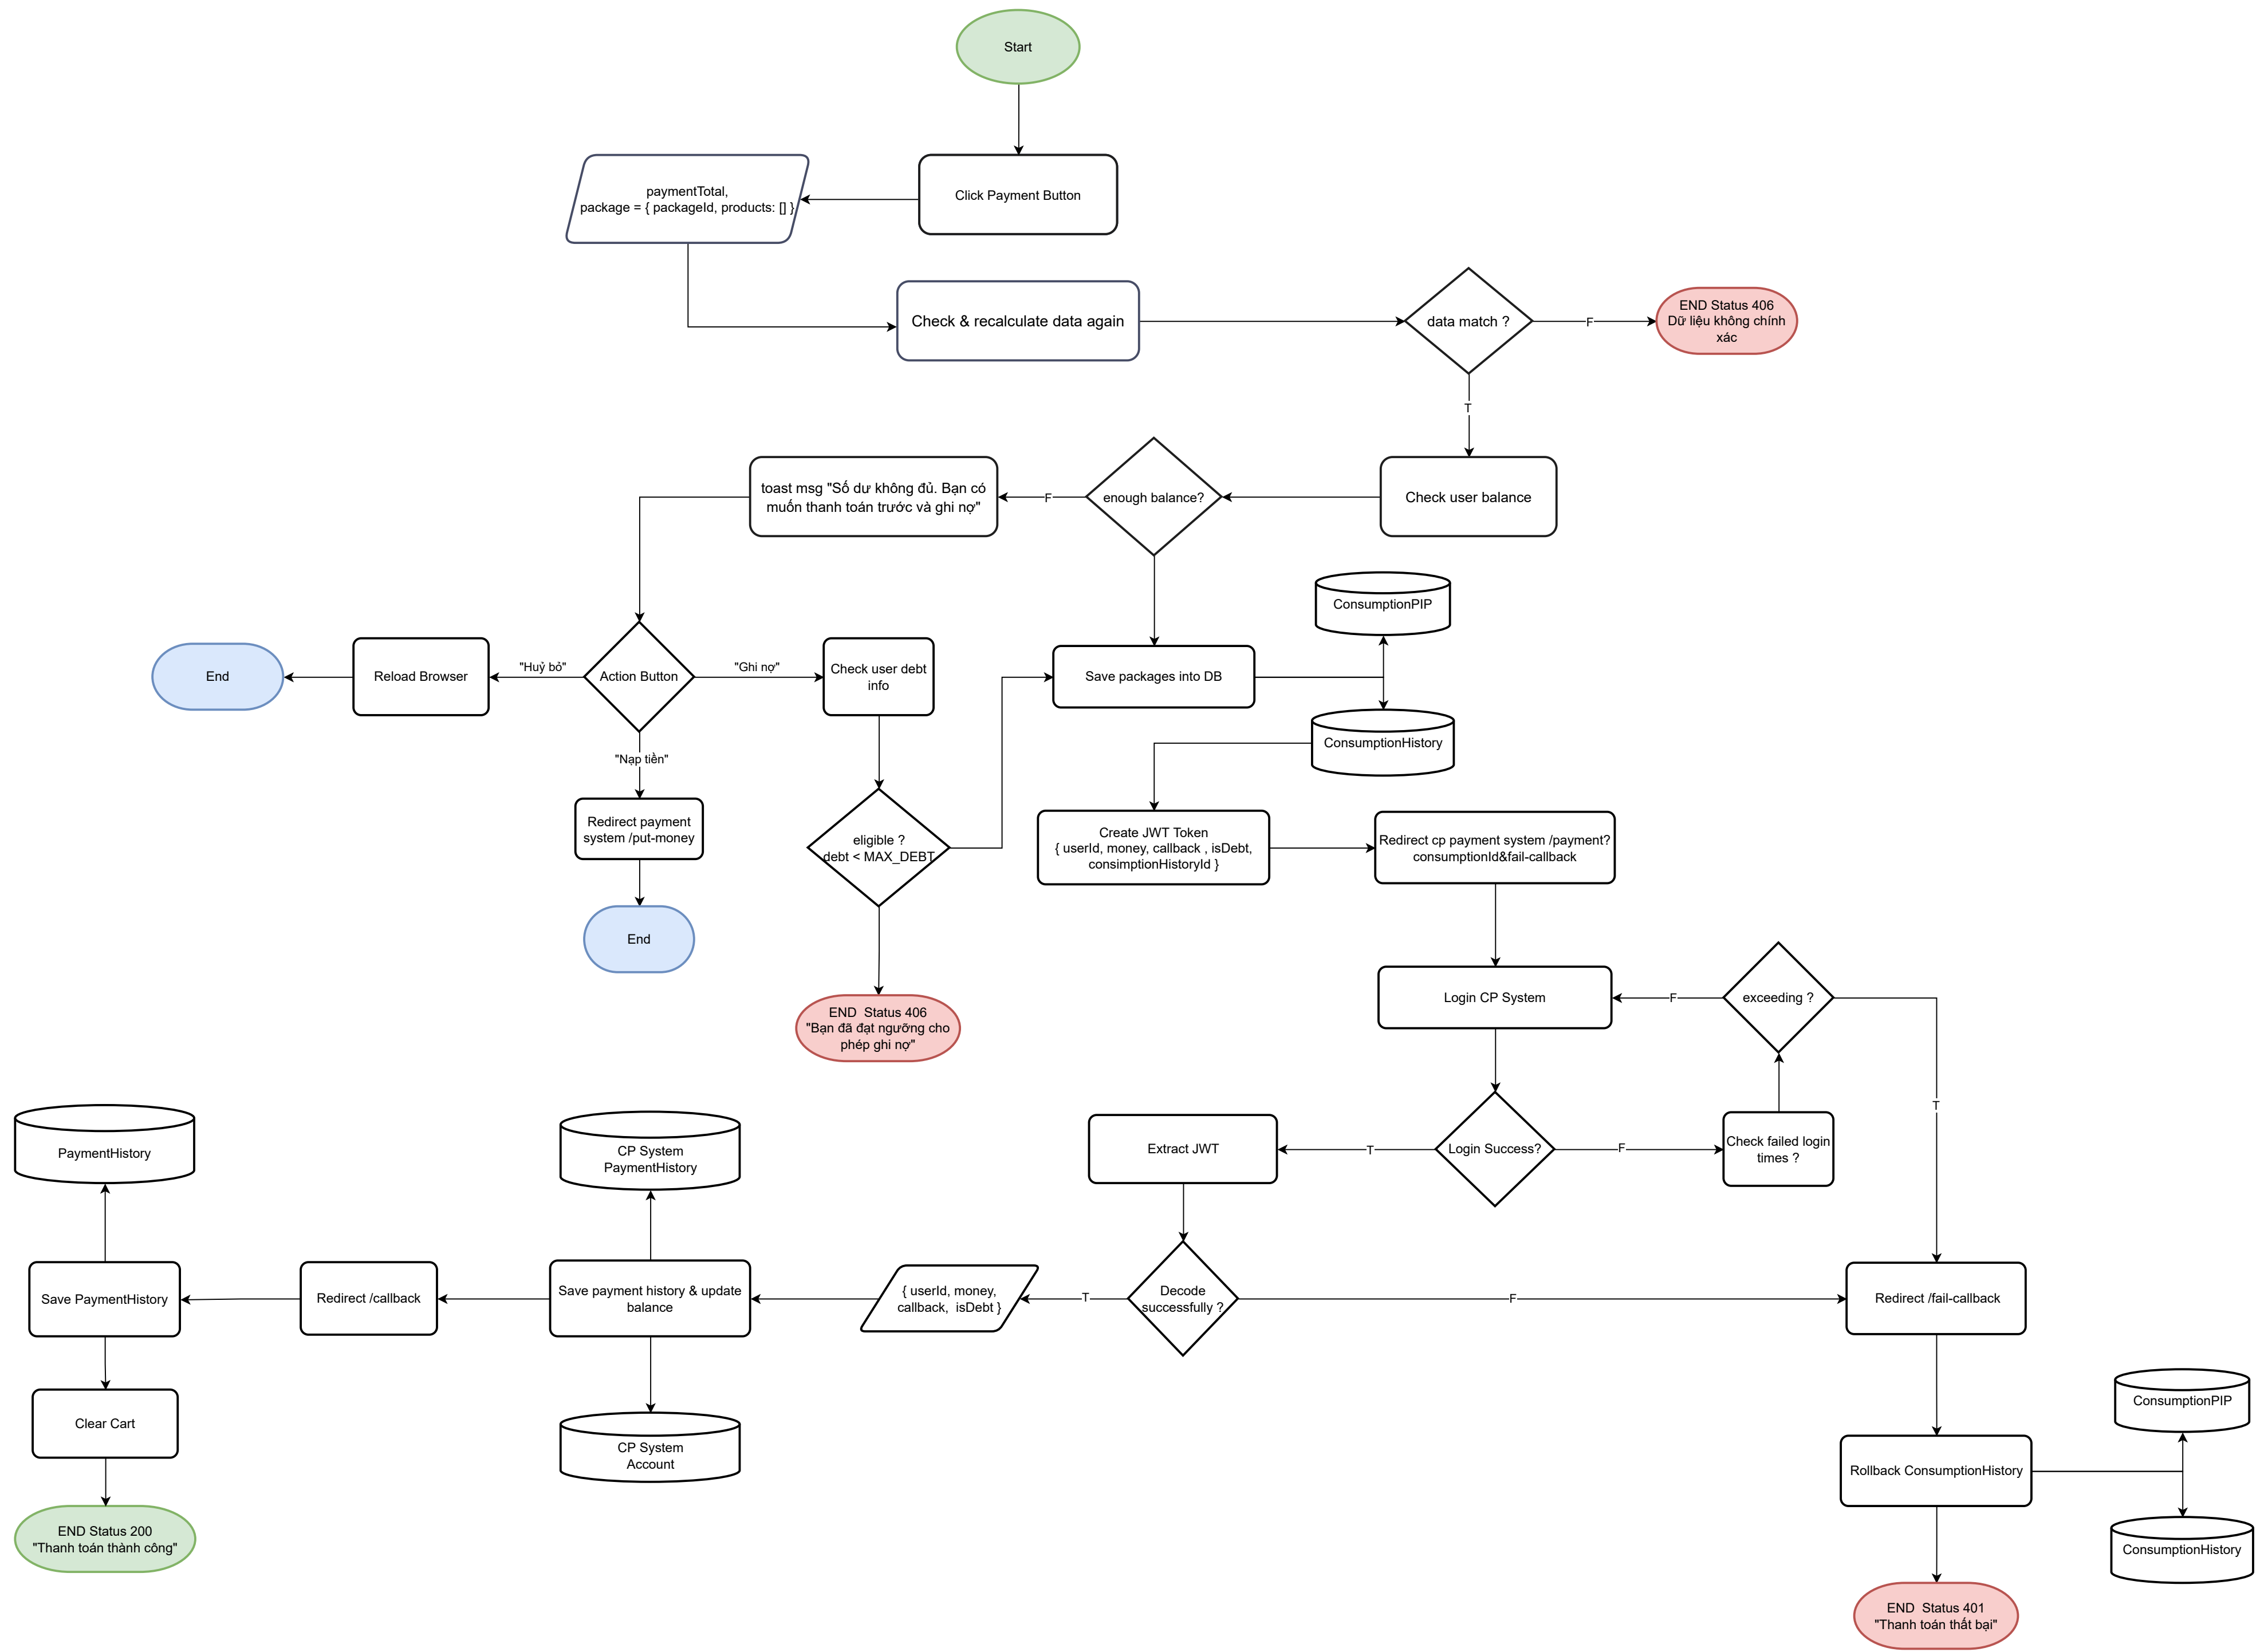 Start
Click Payment Button
paymentTotal,
package = { packageId, products: [] }
Check & recalculate data again
data match ?
F
END Status 406
Dữ liệu không chính
xác
T
Check user balance
enough balance?
F
toast msg "Số dư không đủ. Bạn có
muốn thanh toán trước và ghi nợ"
ConsumptionPIP
Save packages into DB
ConsumptionHistory
End
Reload Browser
"Huỷ bỏ"
Action Button
"Ghi nợ"
Check user debt
info
"Nạp tiền"
Redirect payment
system /put-money
End
eligible ?
debt < MAX_DEBT
END  Status 406
"Bạn đã đạt ngưỡng cho
phép ghi nợ"
Create JWT Token
{ userId, money, callback , isDebt,
consimptionHistoryId }
Redirect cp payment system /payment?
consumptionId&fail-callback
Login CP System
F
exceeding ?
T
Login Success?
F
Check failed login
times ?
T
Extract JWT
Decode
successfully ?
F
Redirect /fail-callback
T
{ userId, money,
callback,  isDebt }
Save payment history & update
balance
CP System
PaymentHistory
CP System
Account
Redirect /callback
Save PaymentHistory
PaymentHistory
Clear Cart
END Status 200
"Thanh toán thành công"
Rollback ConsumptionHistory
ConsumptionPIP
ConsumptionHistory
END  Status 401
"Thanh toán thất bại"